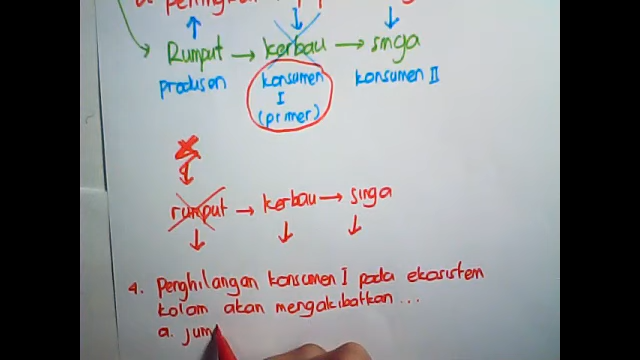 Rumput → kerbau → singa
produsen konsumen I (primer) konsumen II
rumput → kerbau → singa
4. Penghilangan konsumen I pada ekosistem
kolam akan mengakibatkan ...
a. jum